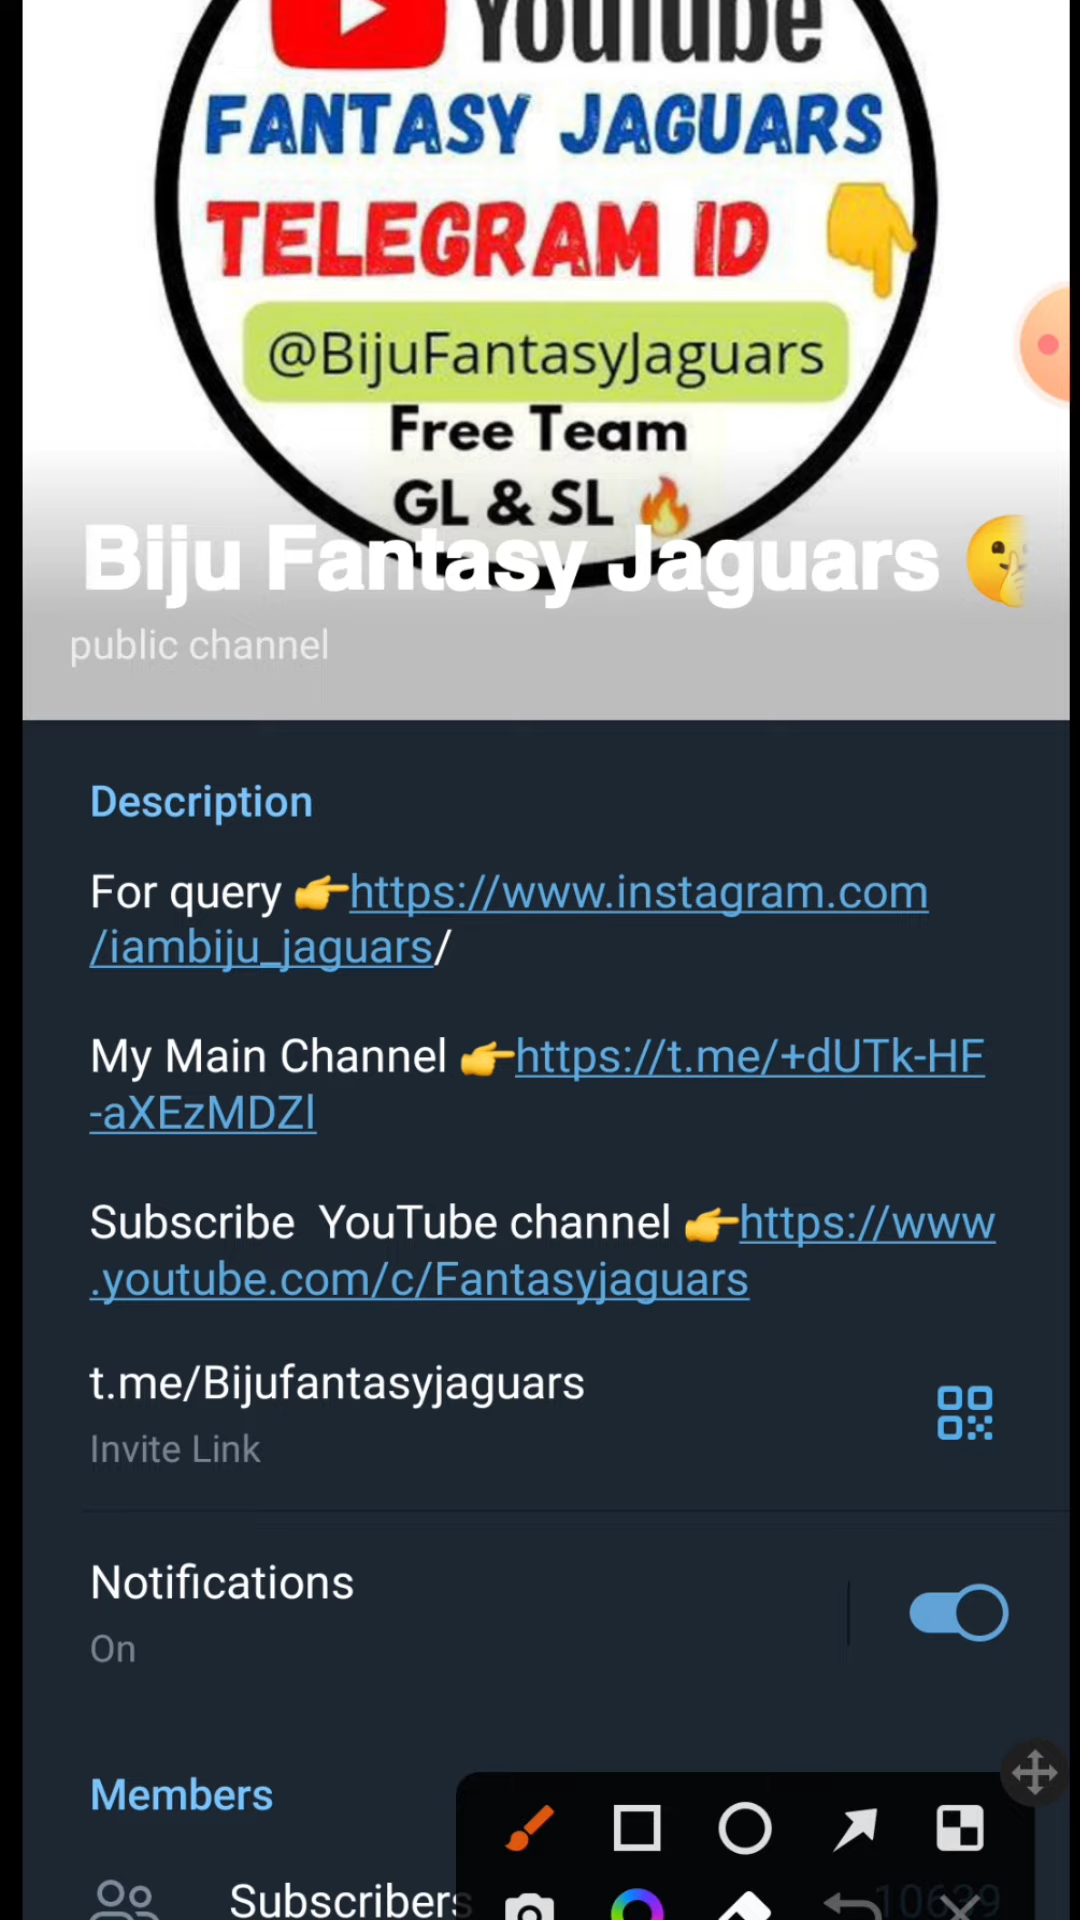 YouTube
FANTASY JAGUARS
TELEGRAM ID 👇
@BijuFantasyJaguars
Free Team
GL & SL 🔥
Biju Fantasy Jaguars 🤫
public channel
Description
For query 👉https://www.instagram.com
/iambiju_jaguars/
My Main Channel 👉https://t.me/+dUTk-HF
-aXEzMDZl
Subscribe  YouTube channel 👉https://www
.youtube.com/c/Fantasyjaguars
t.me/Bijufantasyjaguars
Invite Link
Notifications
On
Members
Subscribers
10639